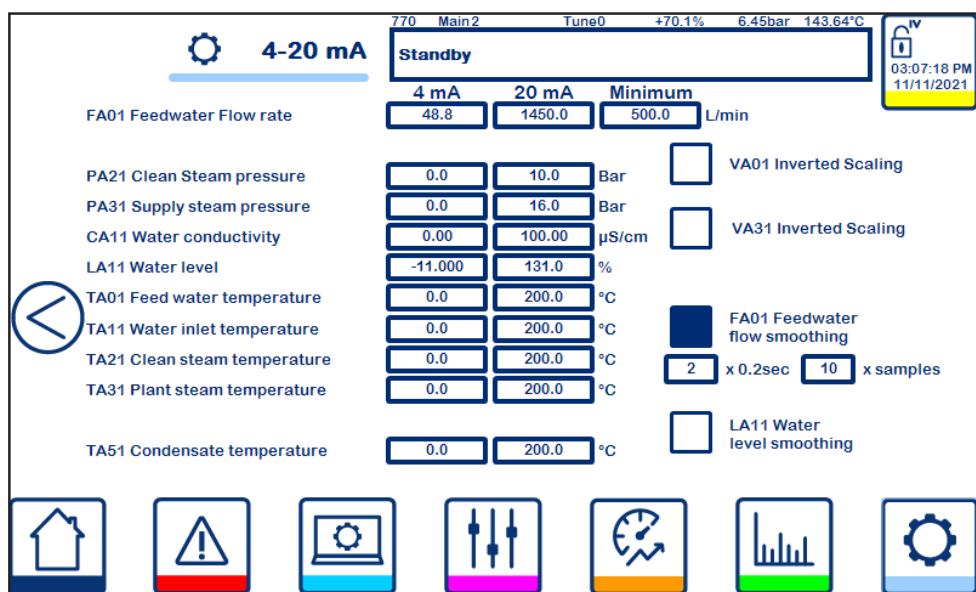 770 Main2 Tune0 +70.1% 6.45bar 143.64°C
IV
4-20 mA
Standby
03:07:18 PM
11/11/2021
4 mA 20 mA Minimum
FA01 Feedwater Flow rate 48.8 1450.0 500.0 L/min
PA21 Clean Steam pressure 0.0 10.0 Bar
VA01 Inverted Scaling
PA31 Supply steam pressure 0.0 16.0 Bar
CA11 Water conductivity 0.00 100.00 µS/cm
VA31 Inverted Scaling
LA11 Water level -11.000 131.0 %
TA01 Feed water temperature 0.0 200.0 °C
TA11 Water inlet temperature 0.0 200.0 °C
FA01 Feedwater
flow smoothing
TA21 Clean steam temperature 0.0 200.0 °C
2 x 0.2sec 10 x samples
TA31 Plant steam temperature 0.0 200.0 °C
LA11 Water
level smoothing
TA51 Condensate temperature 0.0 200.0 °C